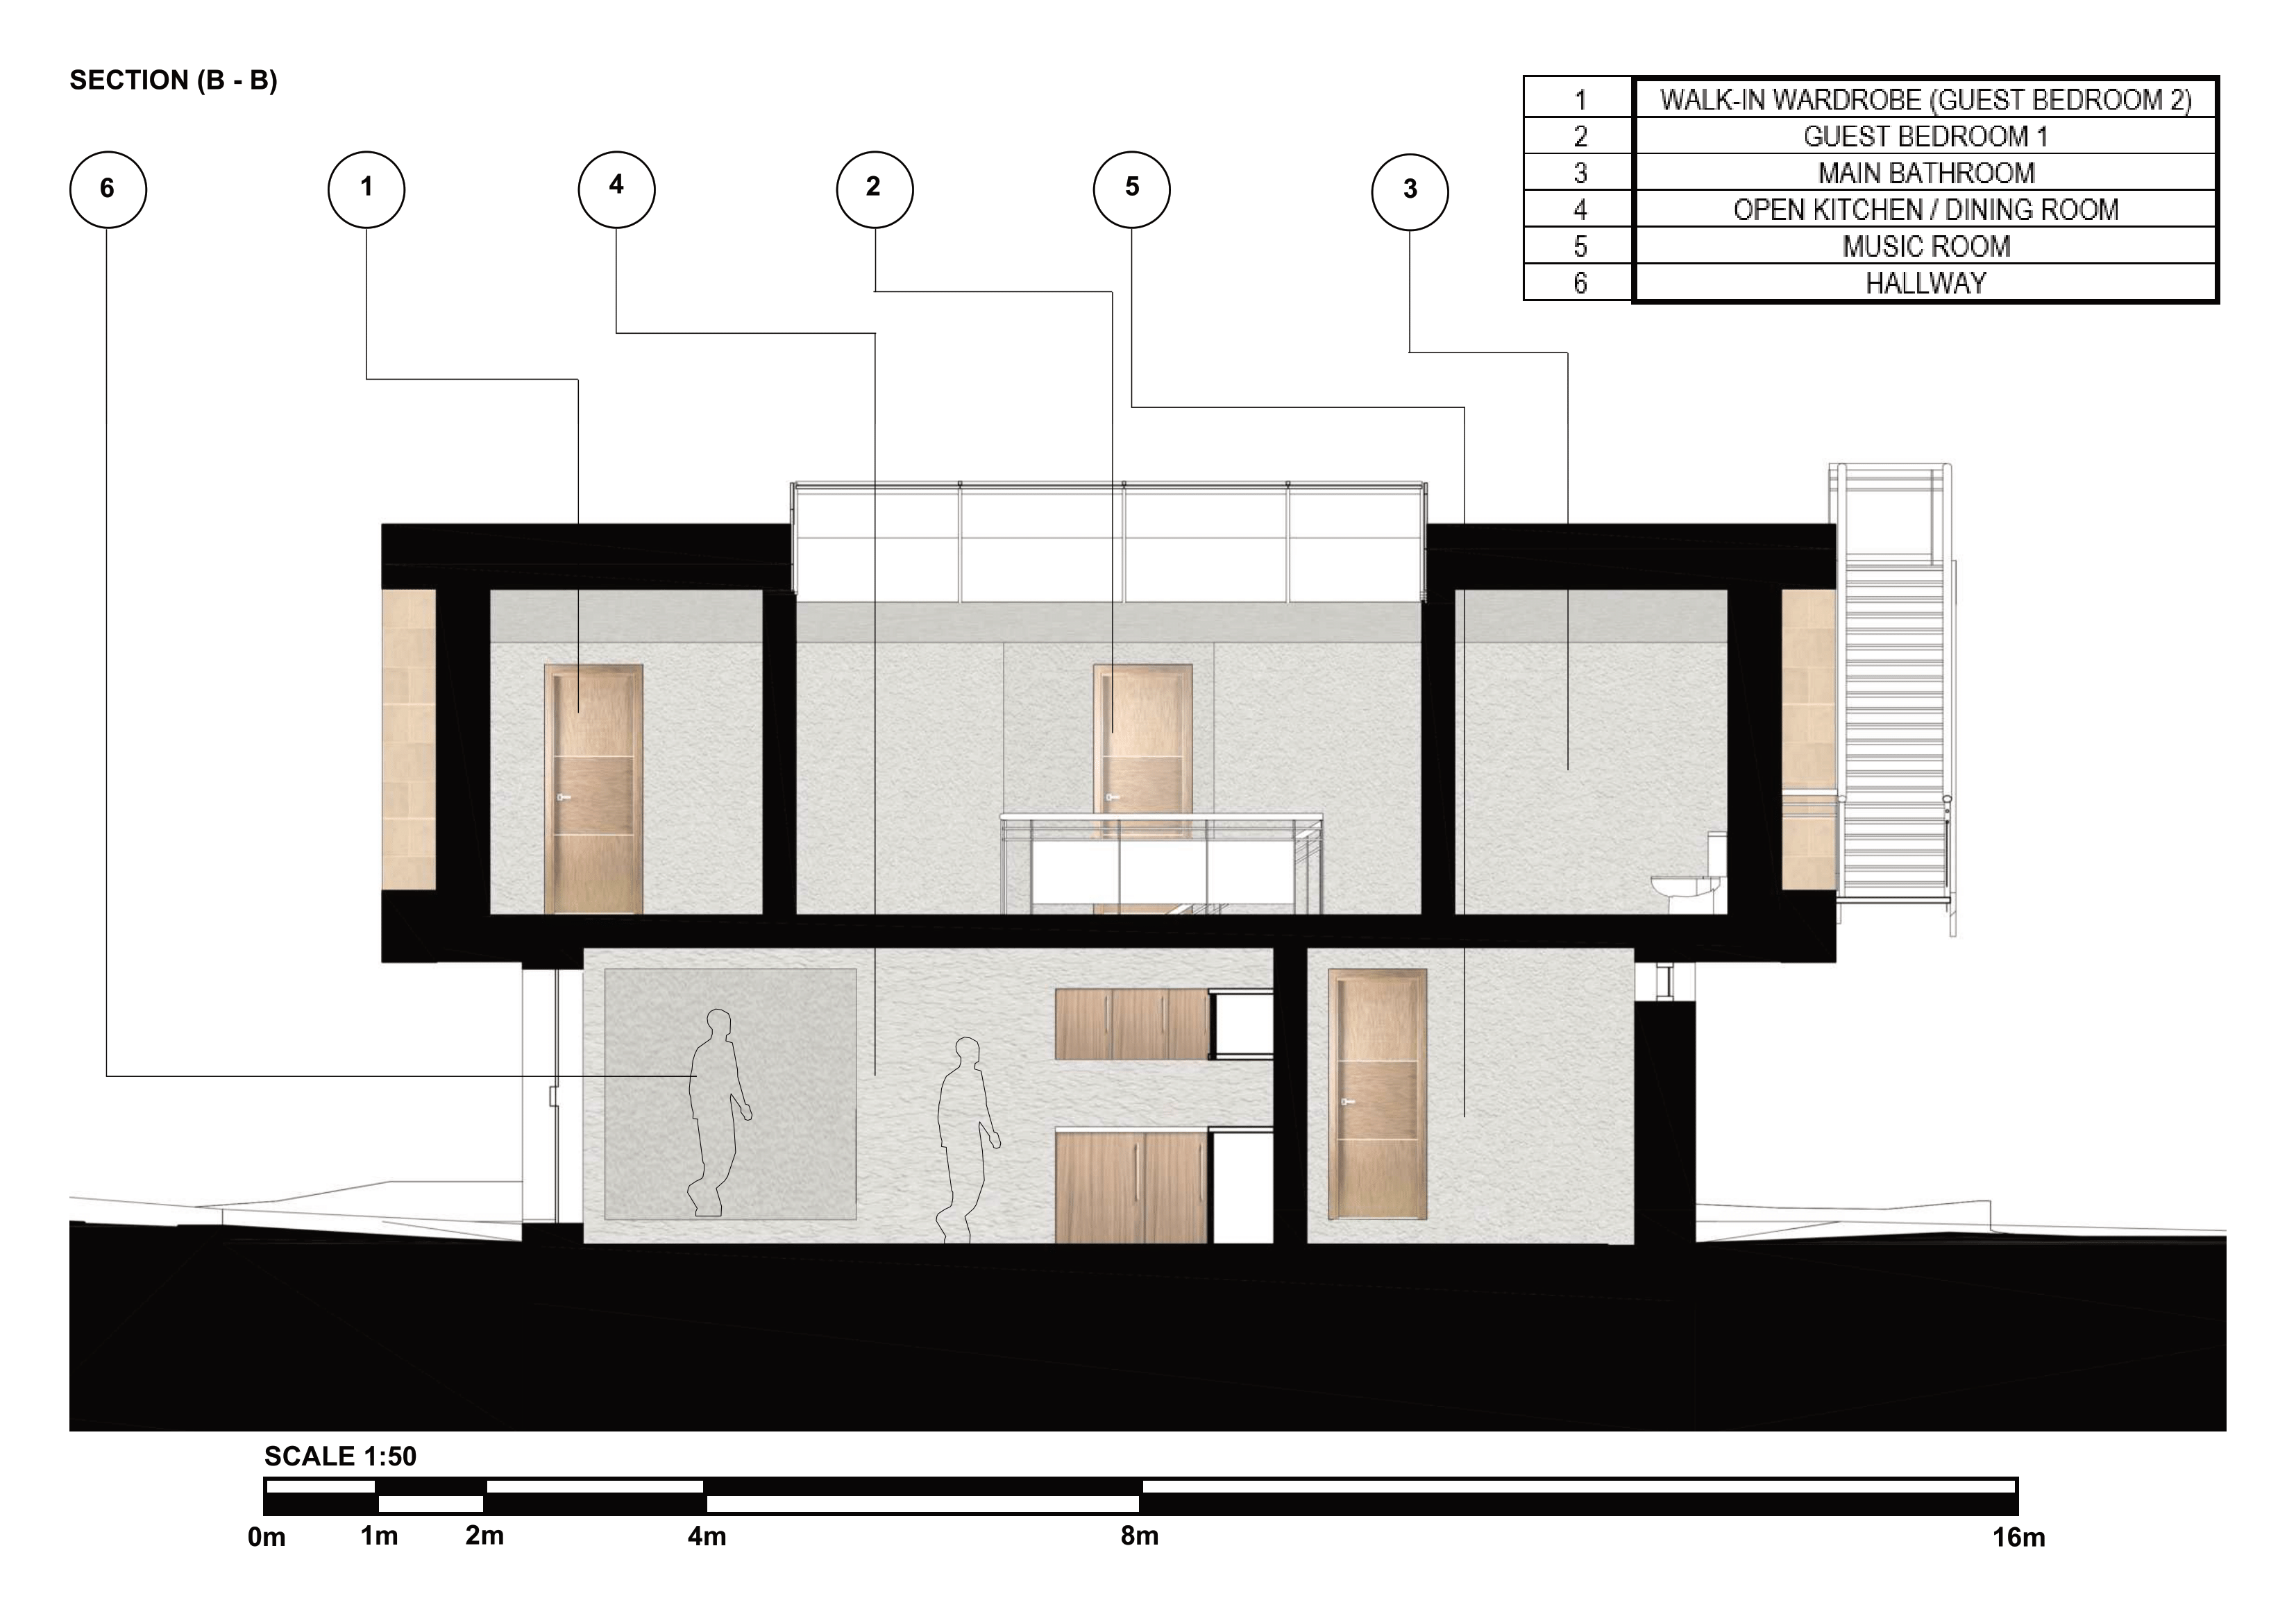 SECTION (B - B)
1 WALK-IN WARDROBE (GUEST BEDROOM 2)
2 GUEST BEDROOM 1
3 MAIN BATHROOM
4 OPEN KITCHEN / DINING ROOM
5 MUSIC ROOM
6 HALLWAY
6 1 4 2 5 3
SCALE 1:50
0m 1m 2m 4m 8m 16m